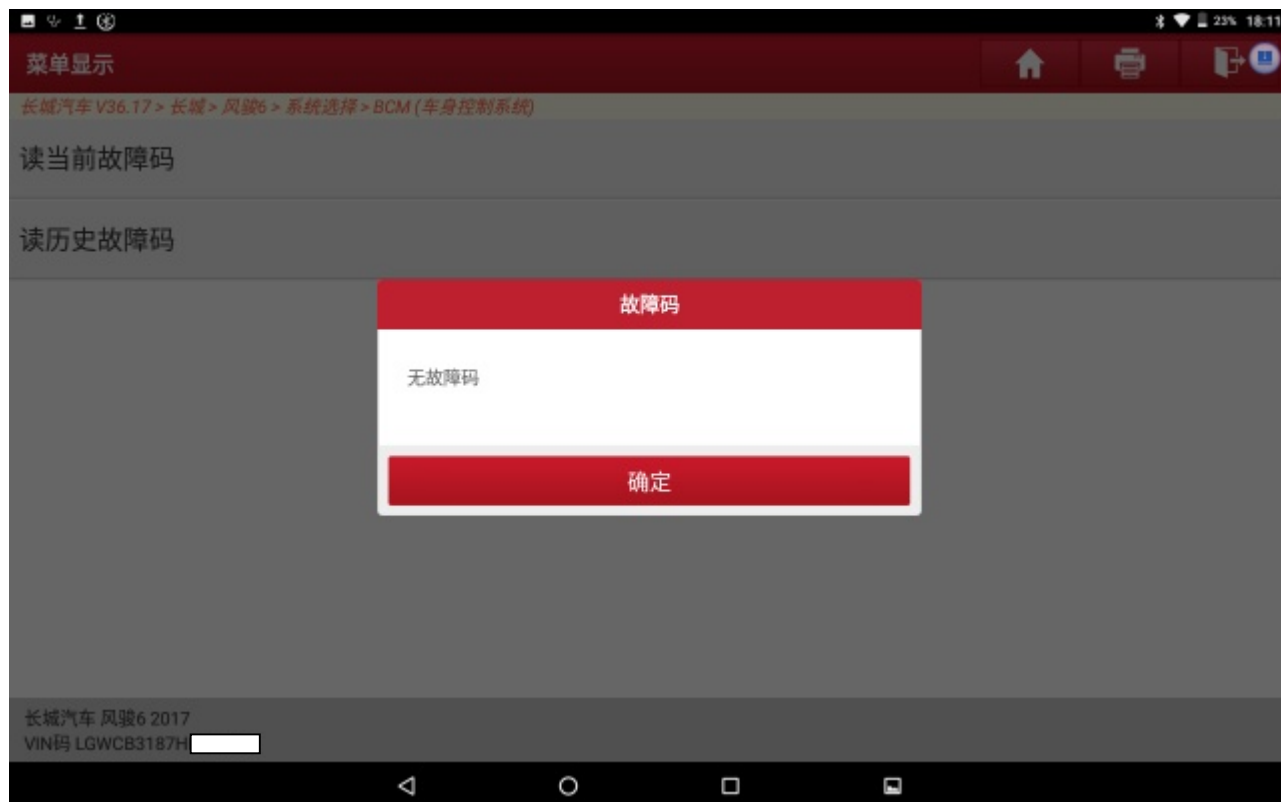 23% 18:11
菜单显示
长城汽车 V36.17 > 长城 > 风骏6 > 系统选择 > BCM (车身控制系统)
读当前故障码
读历史故障码
故障码
无故障码
确定
长城汽车 风骏6 2017
VIN码 LGWCB3187H